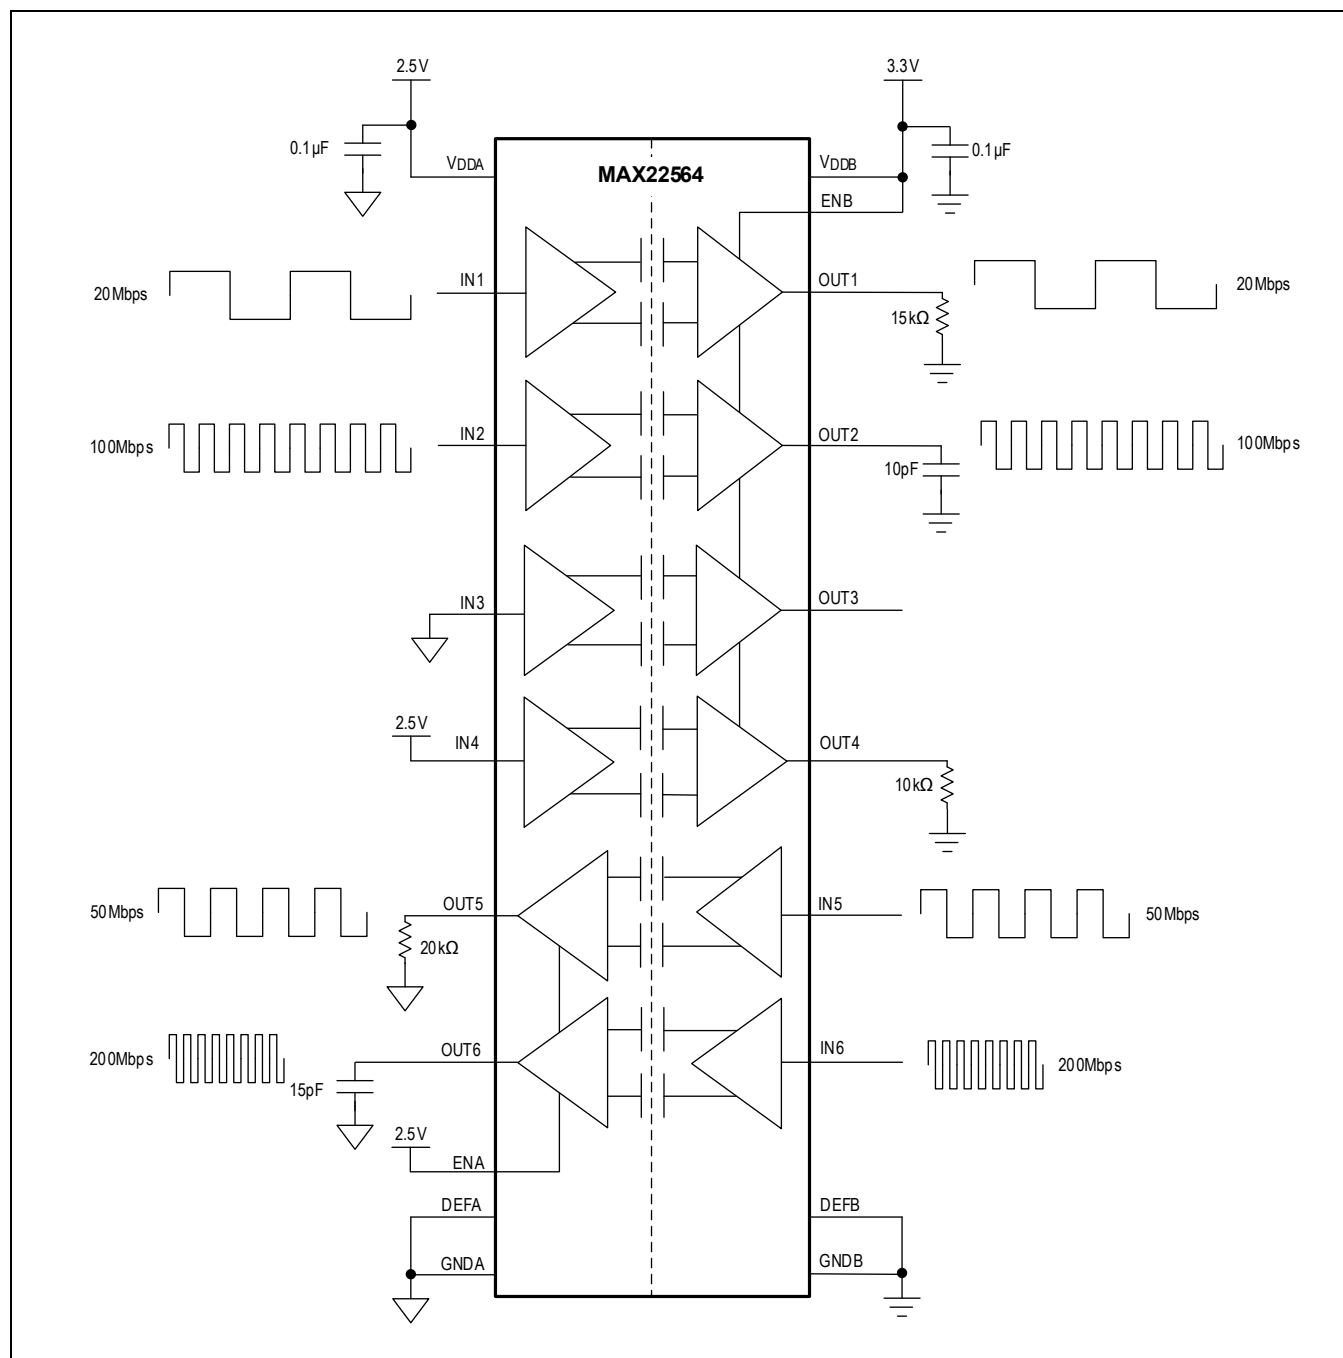 2.5V
3.3V
0.1µF
0.1µF
VDDA
MAX22564
VDDB
ENB
20Mbps
IN1
OUT1
15kΩ
20Mbps
100Mbps
IN2
OUT2
10pF
100Mbps
IN3
OUT3
2.5V
IN4
OUT4
10kΩ
50Mbps
OUT5
20kΩ
IN5
50Mbps
200Mbps
OUT6
15pF
IN6
200Mbps
2.5V
ENA
DEFA
DEFB
GNDA
GNDB